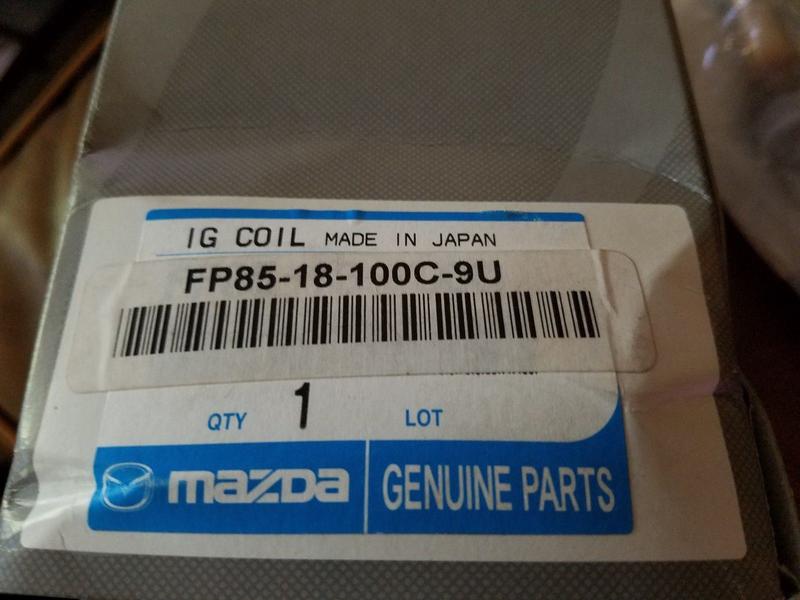 IG COIL MADE IN JAPAN
FP85-18-100C-9U
QTY 1 LOT
mazda GENUINE PARTS